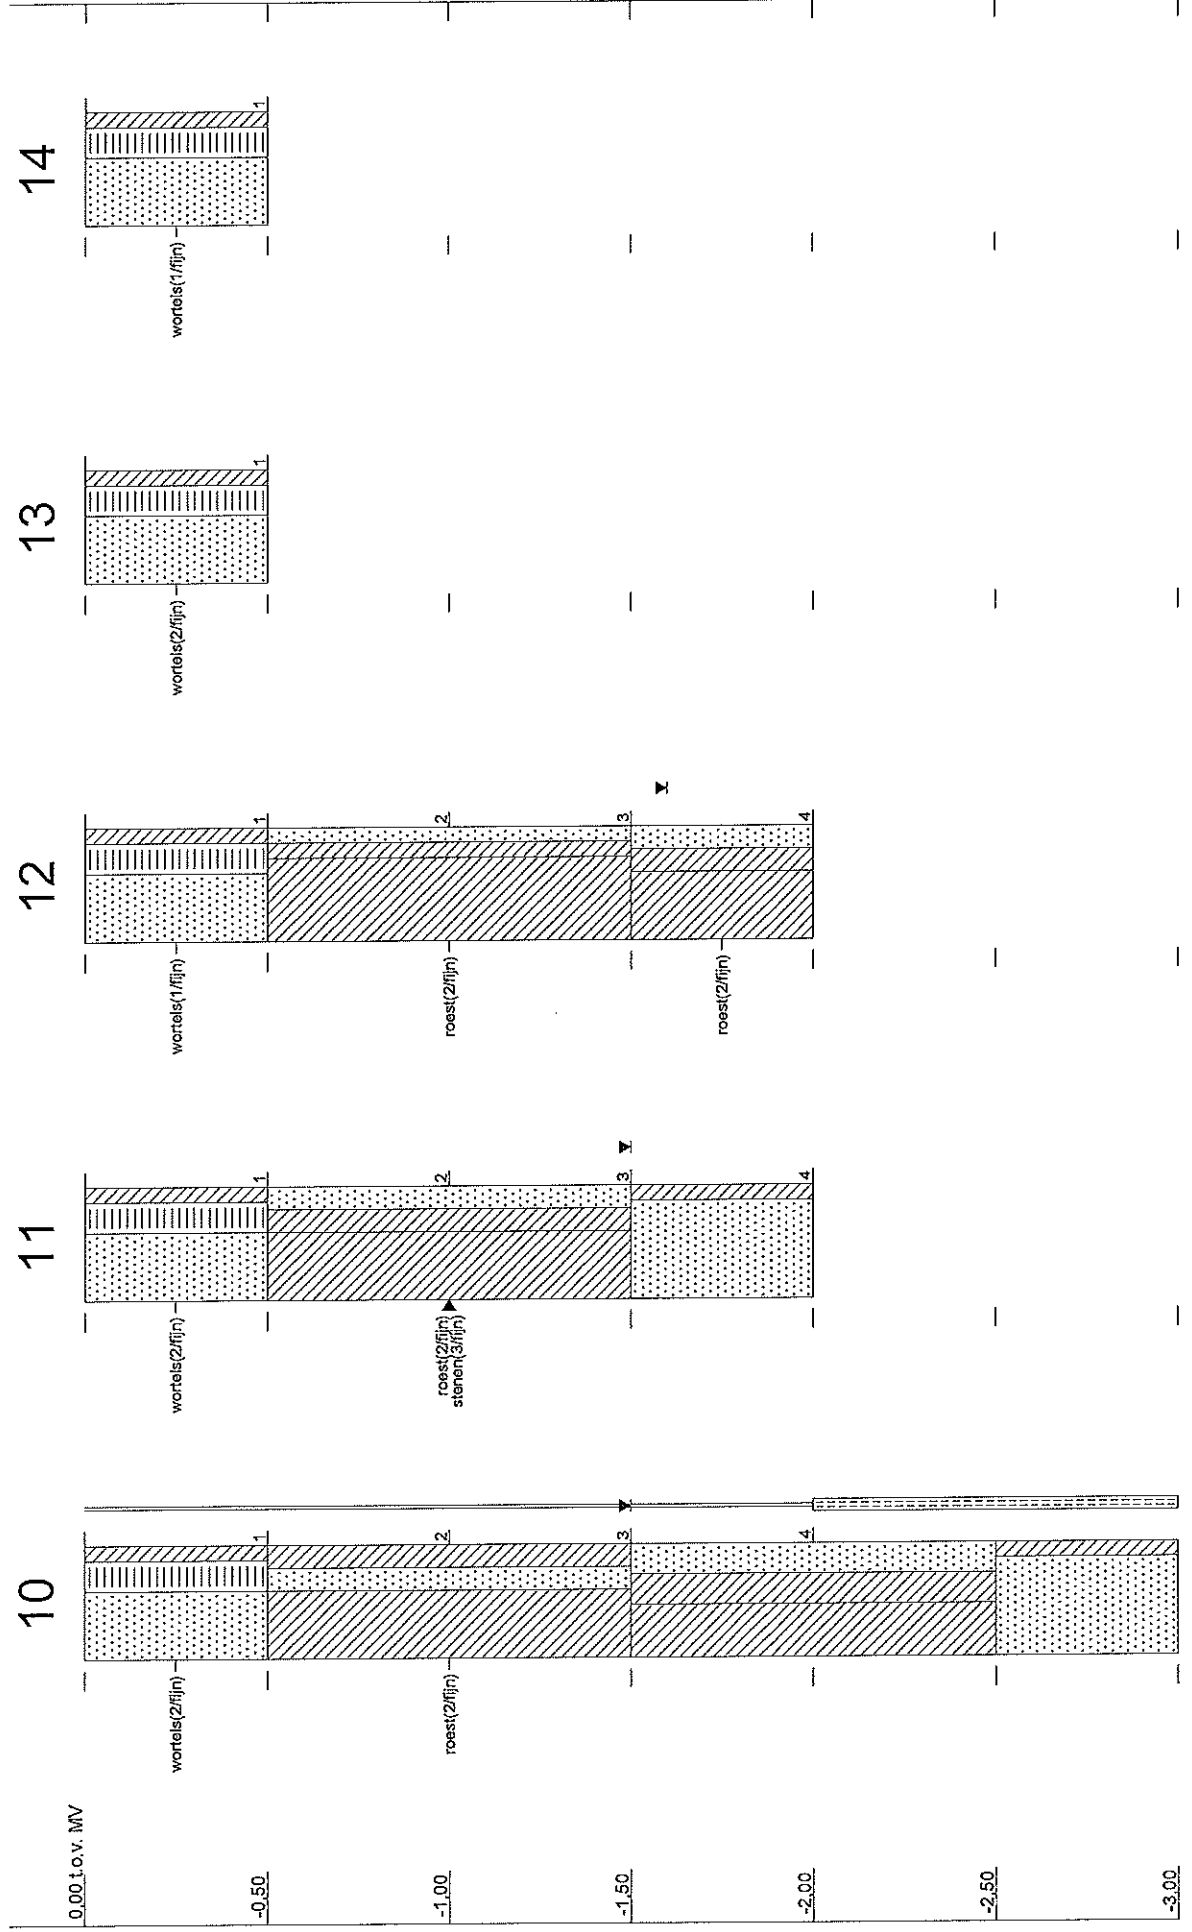 10
11
12
13
14
0,00 t.o.v. MV
-0,50
-1,00
-1,50
-2,00
-2,50
-3,00
wortels(2/fijn)
roest(2/fijn)
1
2
3
4
wortels(2/fijn)
roest(2/fijn)
stenen(3/fijn)
1
2
3
4
wortels(1/fijn)
roest(2/fijn)
roest(2/fijn)
1
2
3
4
wortels(2/fijn)
1
wortels(1/fijn)
1